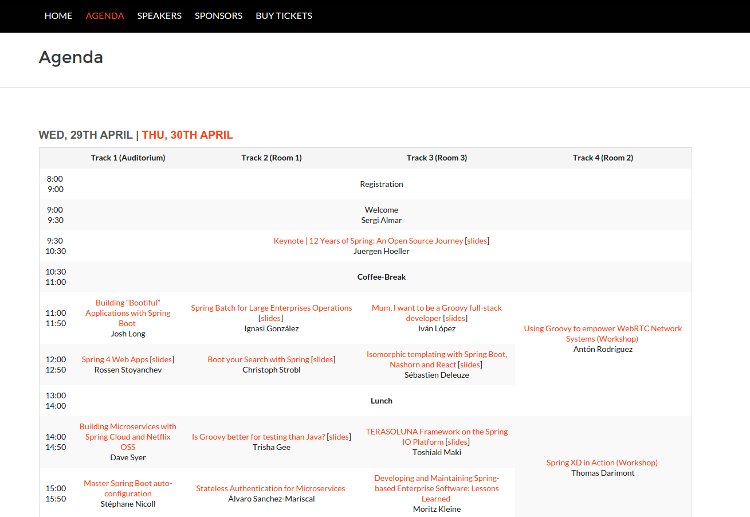 HOME AGENDA SPEAKERS SPONSORS BUY TICKETS
Agenda
WED, 29TH APRIL | THU, 30TH APRIL
Track 1 (Auditorium) Track 2 (Room 1) Track 3 (Room 3) Track 4 (Room 2)
8:00
9:00
Registration
9:00
9:30
Welcome
Sergi Almar
9:30
10:30
Keynote | 12 Years of Spring: An Open Source Journey [slides]
Juergen Hoeller
10:30
11:00
Coffee-Break
11:00
11:50
Building "Bootiful"
Applications with Spring
Boot
Josh Long
Spring Batch for Large Enterprises Operations
[slides]
Ignasi González
Mum, I want to be a Groovy full-stack
developer [slides]
Iván López
Using Groovy to empower WebRTC Network
Systems (Workshop)
Antón Rodríguez
12:00
12:50
Spring 4 Web Apps [slides]
Rossen Stoyanchev
Boot your Search with Spring [slides]
Christoph Strobl
Isomorphic templating with Spring Boot,
Nashorn and React [slides]
Sébastien Deleuze
13:00
14:00
Lunch
14:00
14:50
Building Microservices with
Spring Cloud and Netflix
OSS
Dave Syer
Is Groovy better for testing than Java? [slides]
Trisha Gee
TERASOLUNA Framework on the Spring
IO Platform [slides]
Toshiaki Maki
Spring XD in Action (Workshop)
Thomas Darimont
15:00
15:50
Master Spring Boot auto-
configuration
Stéphane Nicoll
Stateless Authentication for Microservices
Alvaro Sanchez-Mariscal
Developing and Maintaining Spring-
based Enterprise Software: Lessons
Learned
Moritz Kleine